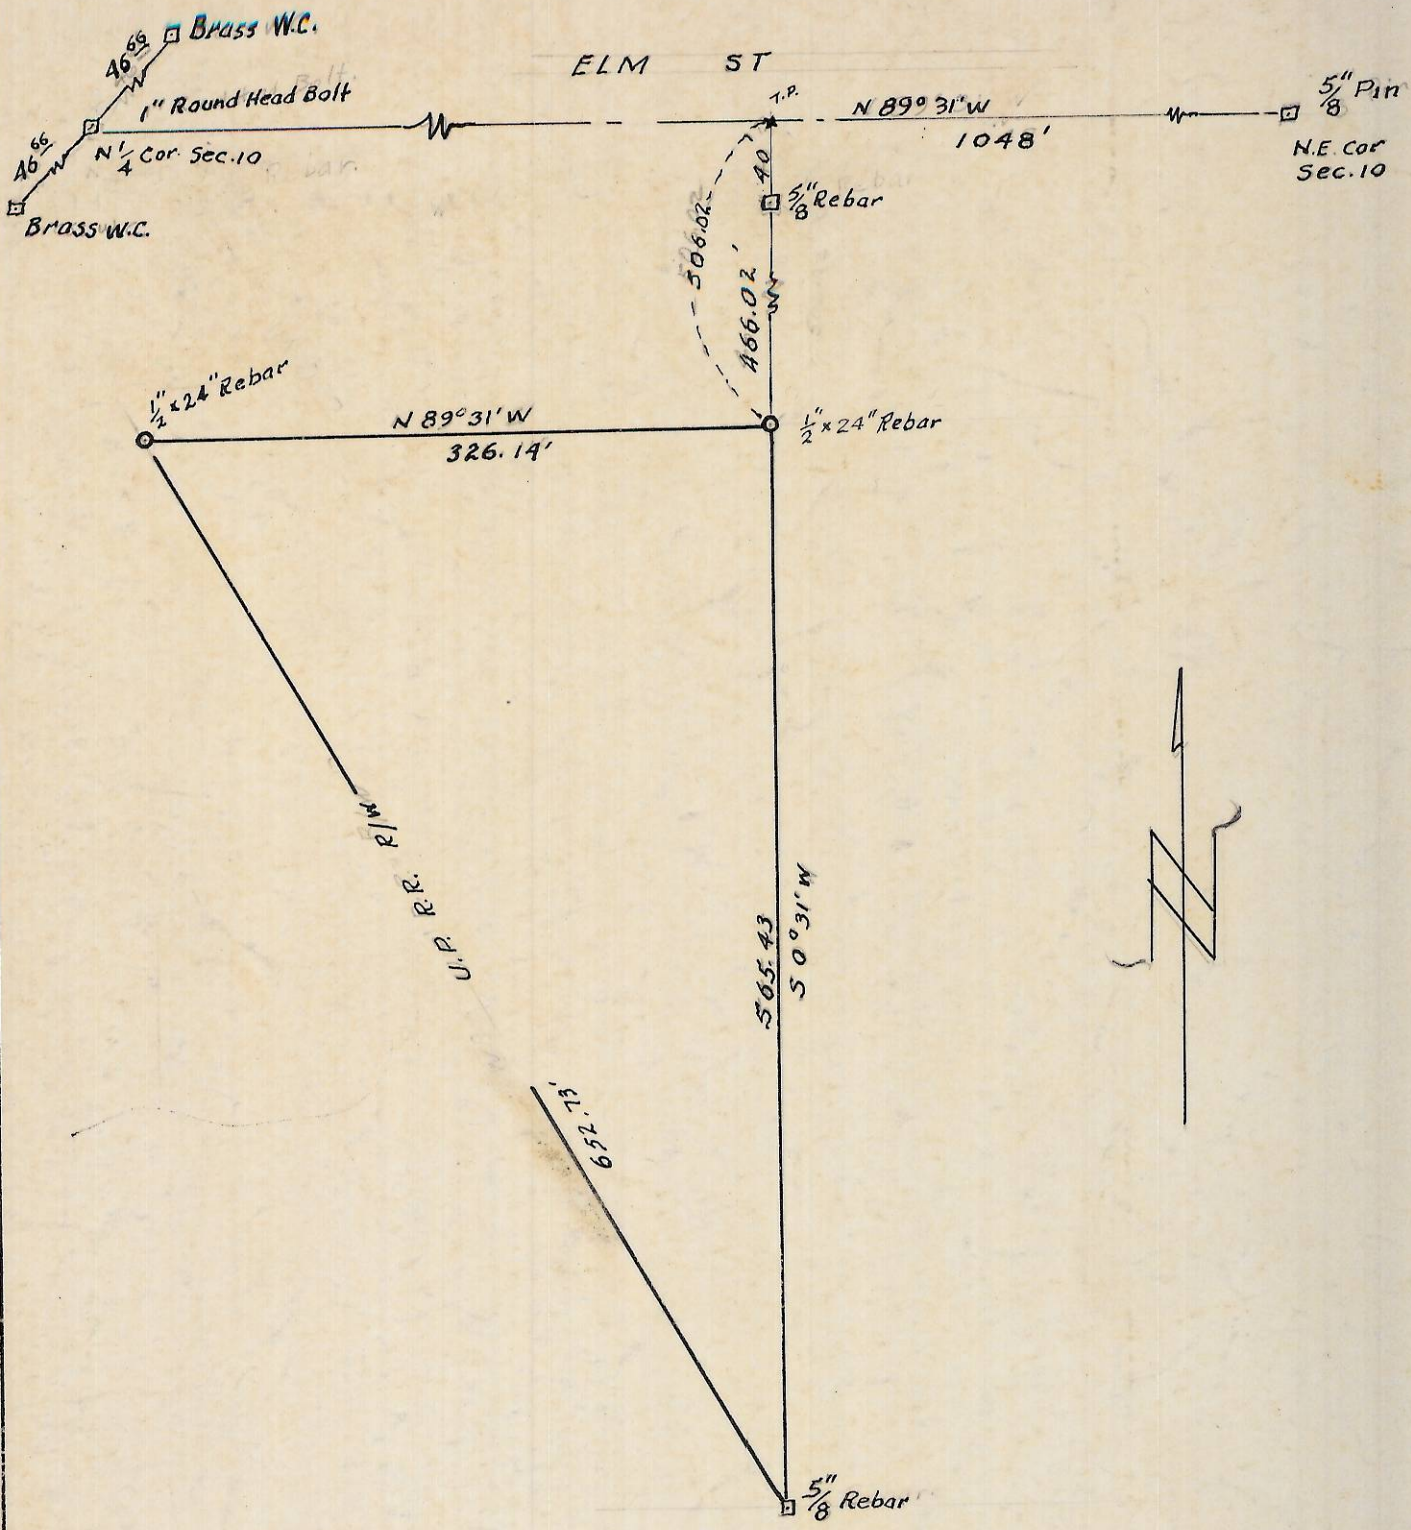 Brass W.C.
46 66
1" Round Head Bolt
46 66
N 1/4 Cor. Sec.10
Brass W.C.
ELM ST
T.P.
N 89° 31' W
1048'
5/8" Pin
N.E. Cor
Sec.10
40
5/8" Rebar
506.02
466.02'
1/2" x 24" Rebar
N 89° 31' W
326.14'
1/2" x 24" Rebar
U.P. R.R. R/W
565.43
S 0° 31' W
652.73'
5/8" Rebar